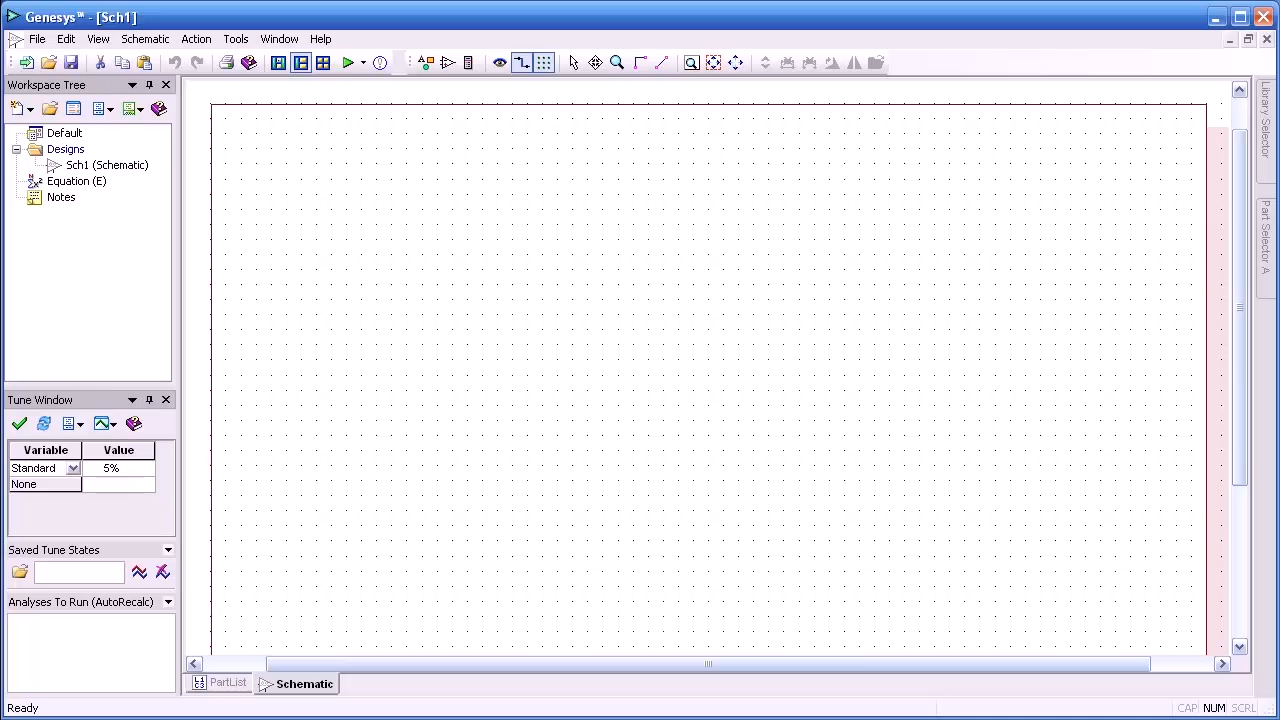 Genesys™ - [Sch1]
File Edit View Schematic Action Tools Window Help
Workspace Tree
Default
Designs
Sch1 (Schematic)
Equation (E)
Notes
Tune Window
Variable Value
Standard 5%
None
Saved Tune States
Analyses To Run (AutoRecalc)
Library Selector
Part Selector A
PartList Schematic
Ready
CAP NUM SCRL